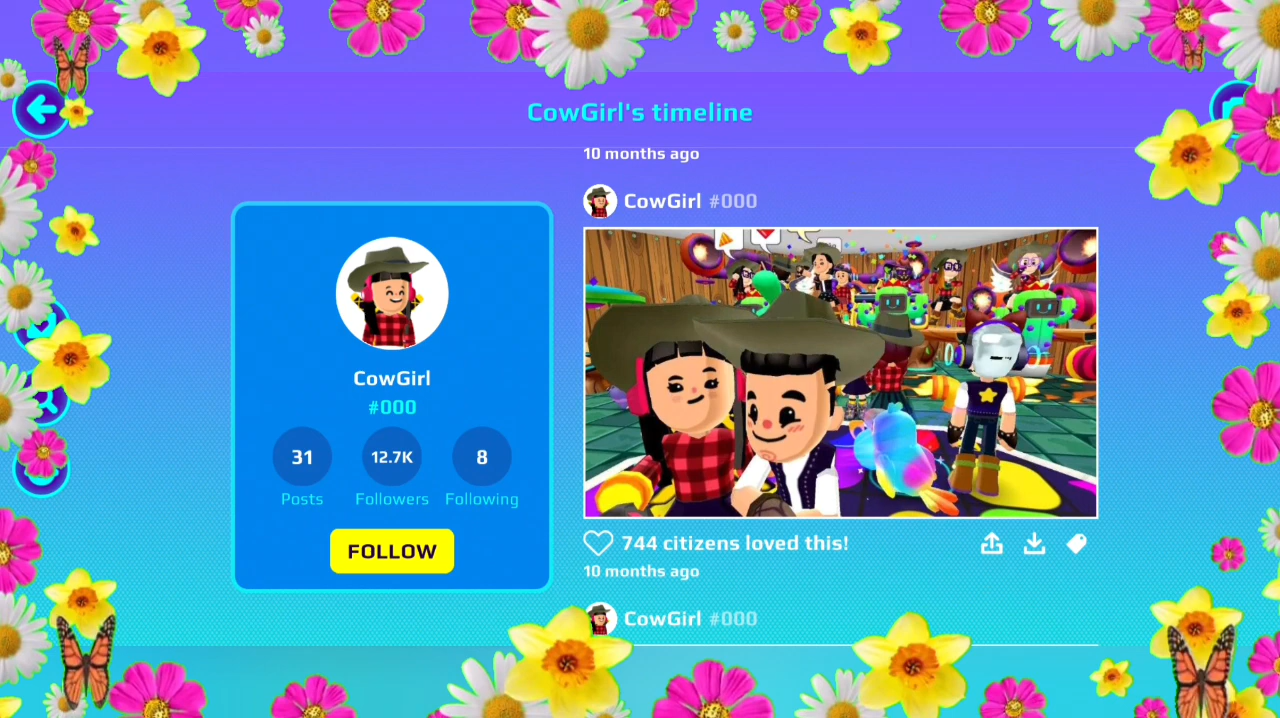 CowGirl's timeline
10 months ago
CowGirl #000
CowGirl
#000
31
12.7K
8
Posts
Followers
Following
FOLLOW
744 citizens loved this!
10 months ago
CowGirl #000